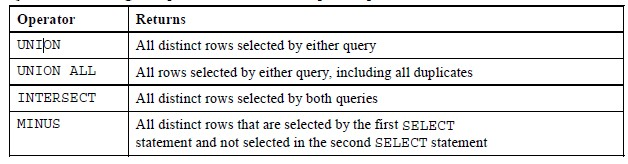 Operator Returns
UNION All distinct rows selected by either query
UNION ALL All rows selected by either query, including all duplicates
INTERSECT All distinct rows selected by both queries
MINUS All distinct rows that are selected by the first SELECT
statement and not selected in the second SELECT statement